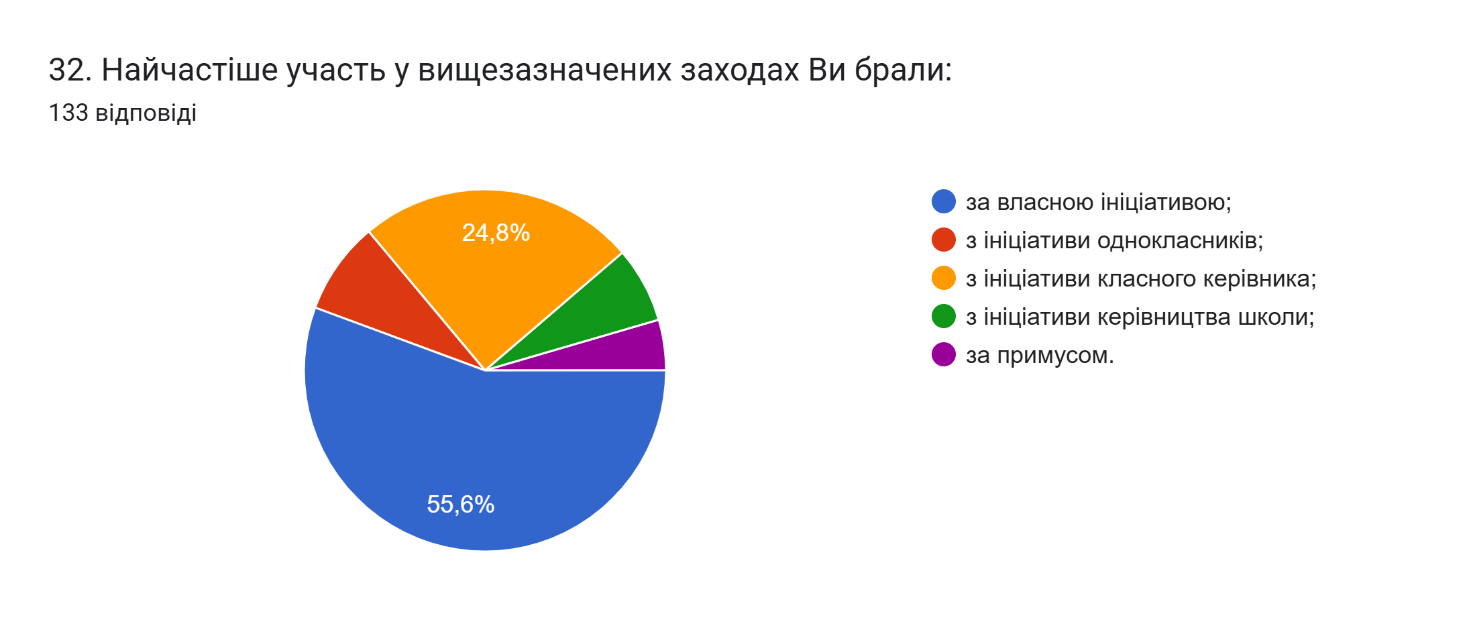 32. Найчастіше участь у вищезазначених заходах Ви брали:
133 відповіді
24,8%
55,6%
за власною ініціативою;
з ініціативи однокласників;
з ініціативи класного керівника;
з ініціативи керівництва школи;
за примусом.